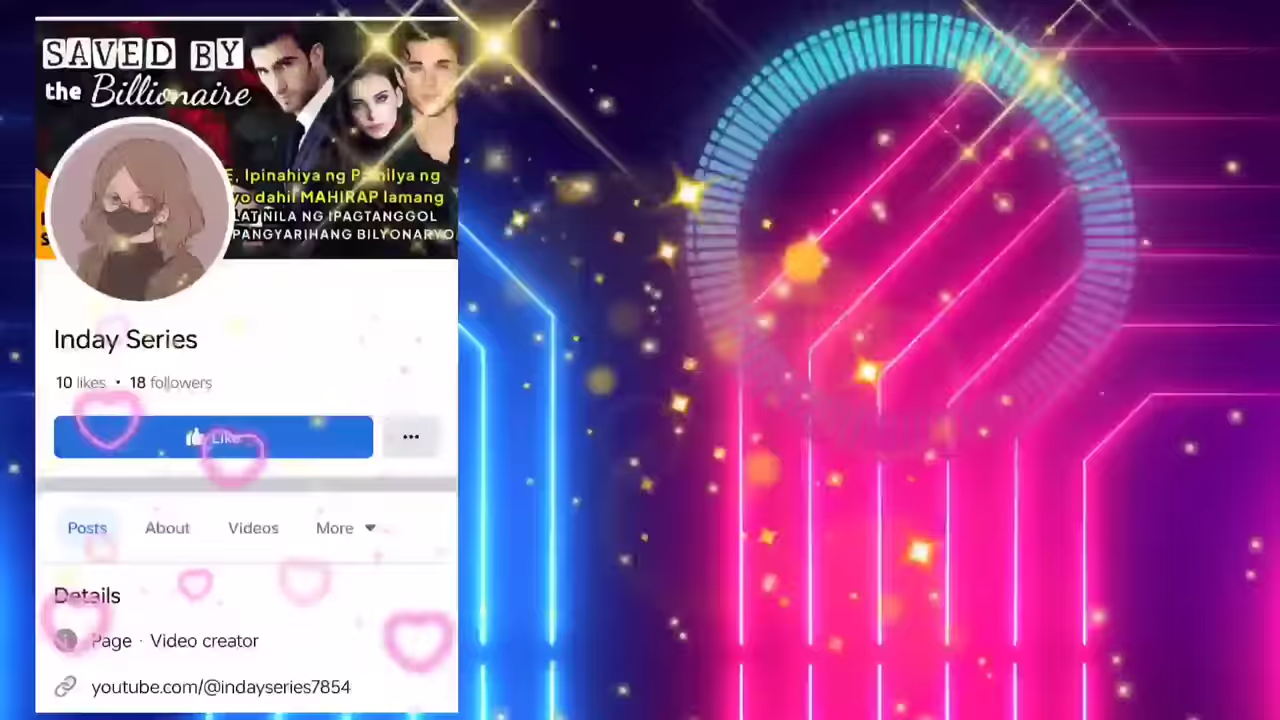 SAVED BY
the Billionaire
E, Ipinahiya ng Pamilya ng
yo dahil MAHIRAP lamang
LAT NILA NG IPAGTANGGOL
PANGYARIHANG BILYONARYO
Inday Series
10 likes • 18 followers
Like
Posts About Videos More
Details
Page · Video creator
youtube.com/@indayseries7854